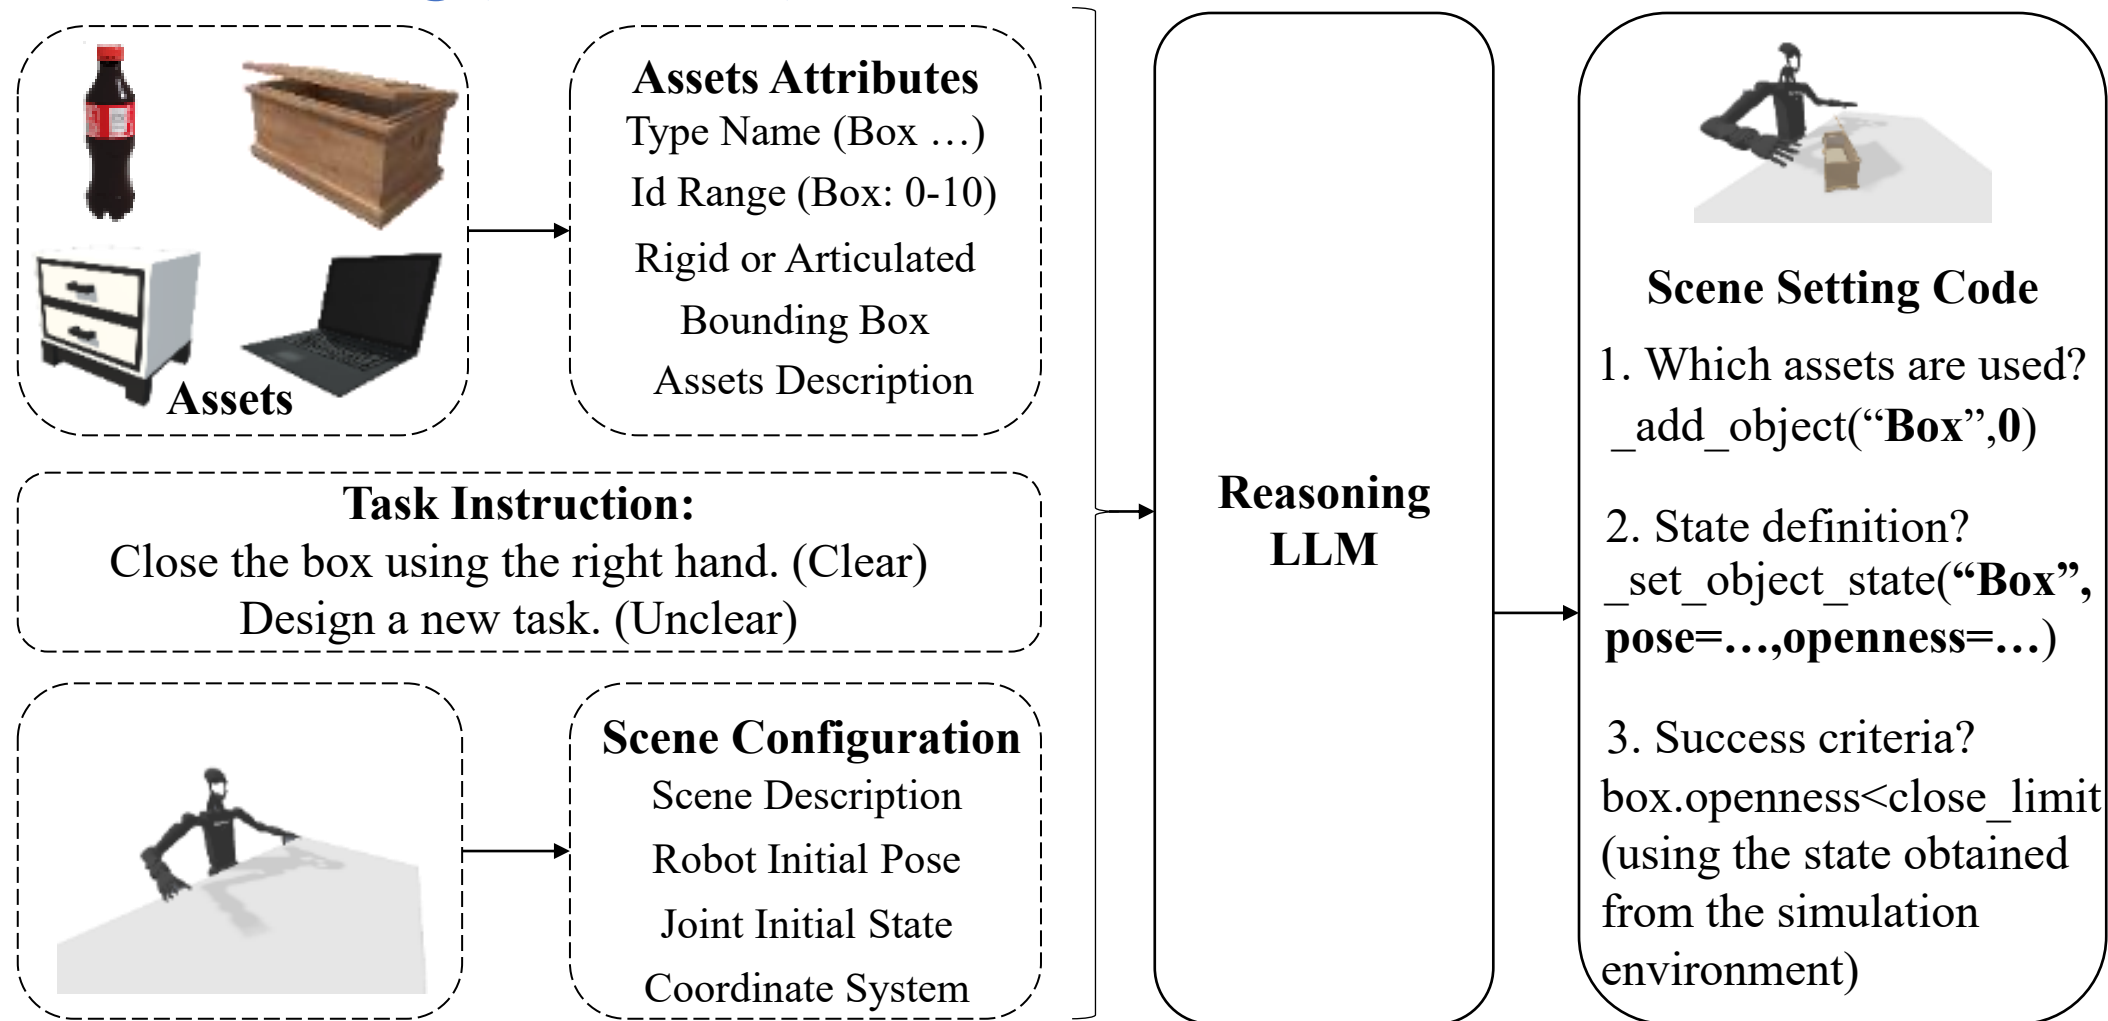 Assets
Assets Attributes
Type Name (Box …)
Id Range (Box: 0-10)
Rigid or Articulated
Bounding Box
Assets Description
Task Instruction:
Close the box using the right hand. (Clear)
Design a new task. (Unclear)
Scene Configuration
Scene Description
Robot Initial Pose
Joint Initial State
Coordinate System
Reasoning
LLM
Scene Setting Code
1. Which assets are used?
_add_object(“Box”,0)
2. State definition?
_set_object_state(“Box”,
pose=…,openness=…)
3. Success criteria?
box.openness<close_limit
(using the state obtained
from the simulation
environment)